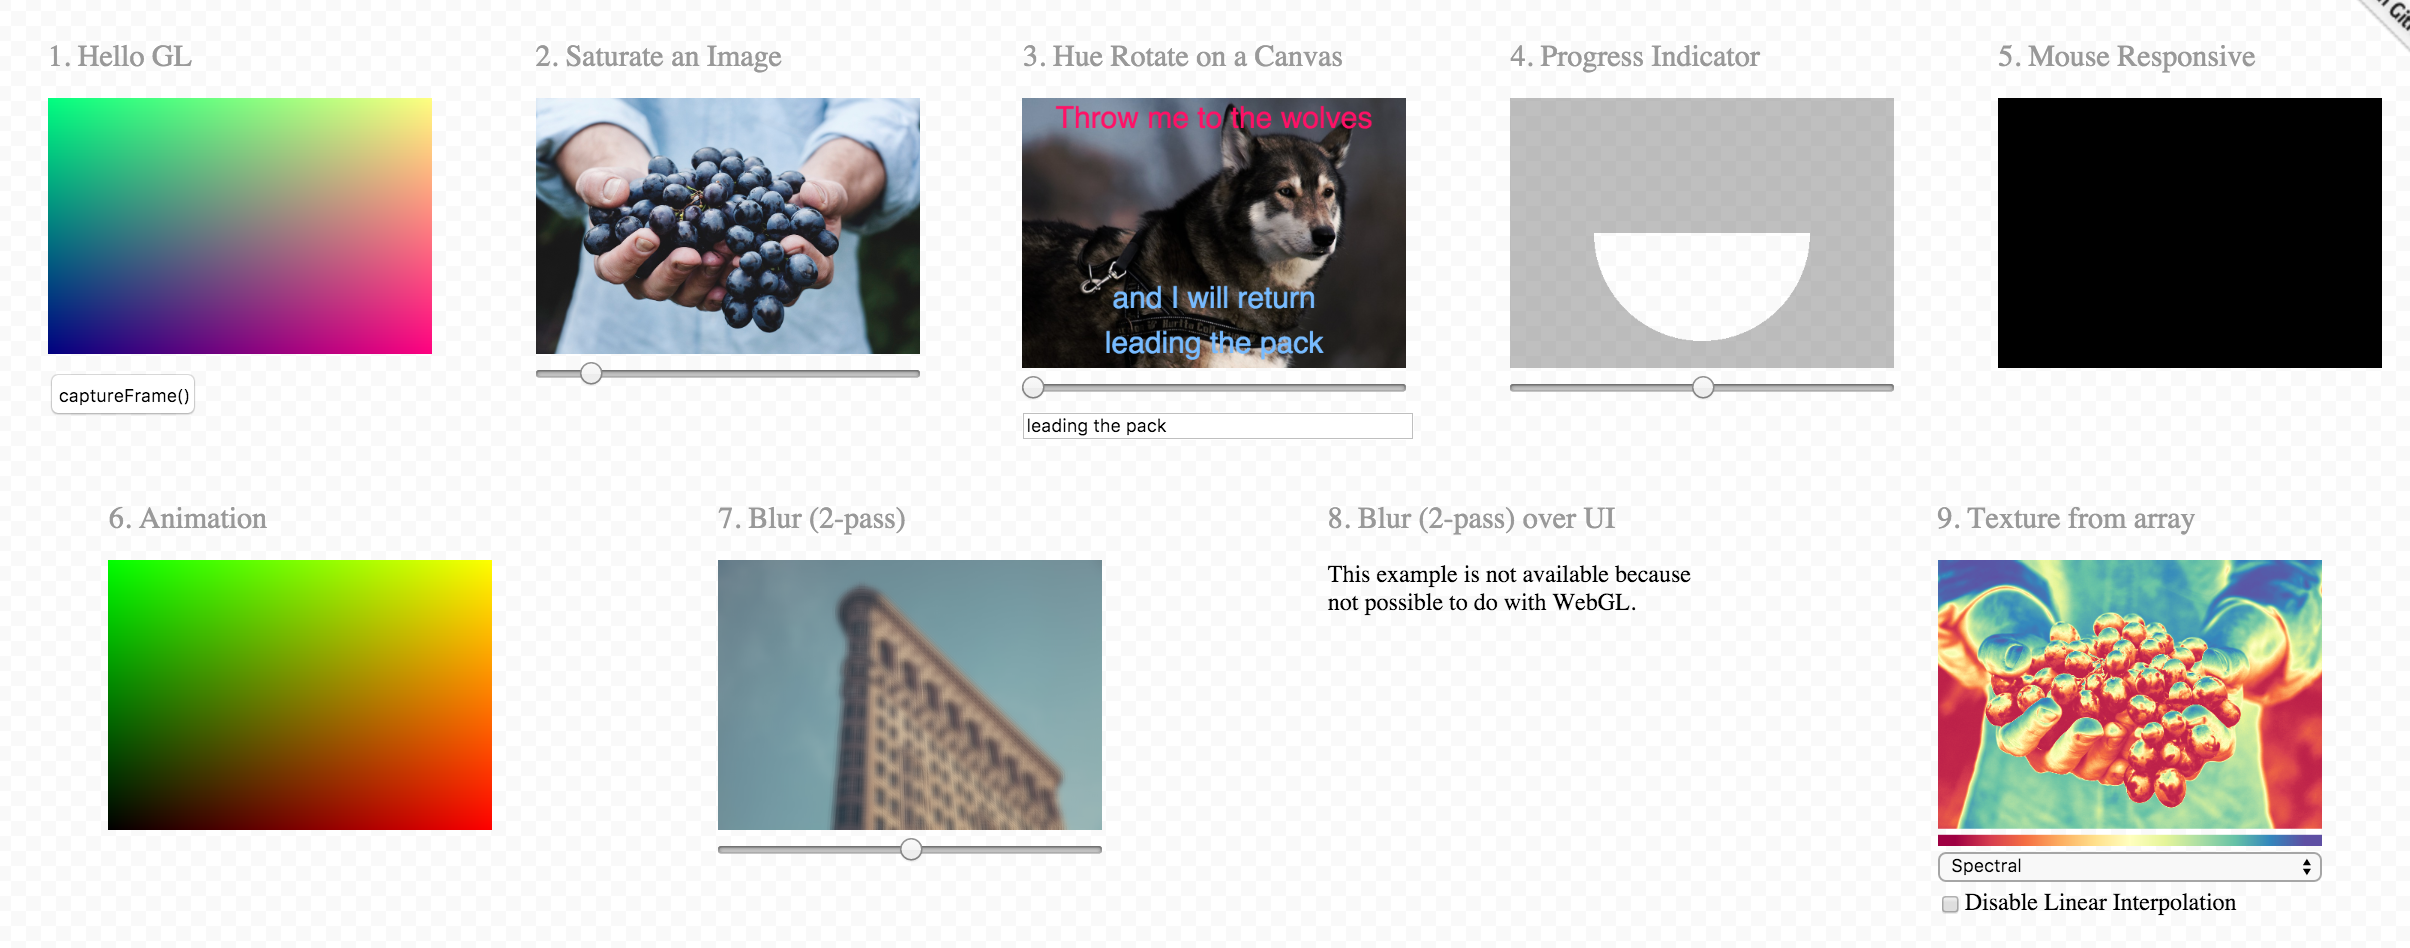 1. Hello GL
2. Saturate an Image
3. Hue Rotate on a Canvas
4. Progress Indicator
5. Mouse Responsive
Throw me to the wolves
and I will return
leading the pack
captureFrame()
leading the pack
6. Animation
7. Blur (2-pass)
8. Blur (2-pass) over UI
9. Texture from array
This example is not available because
not possible to do with WebGL.
Spectral
Disable Linear Interpolation